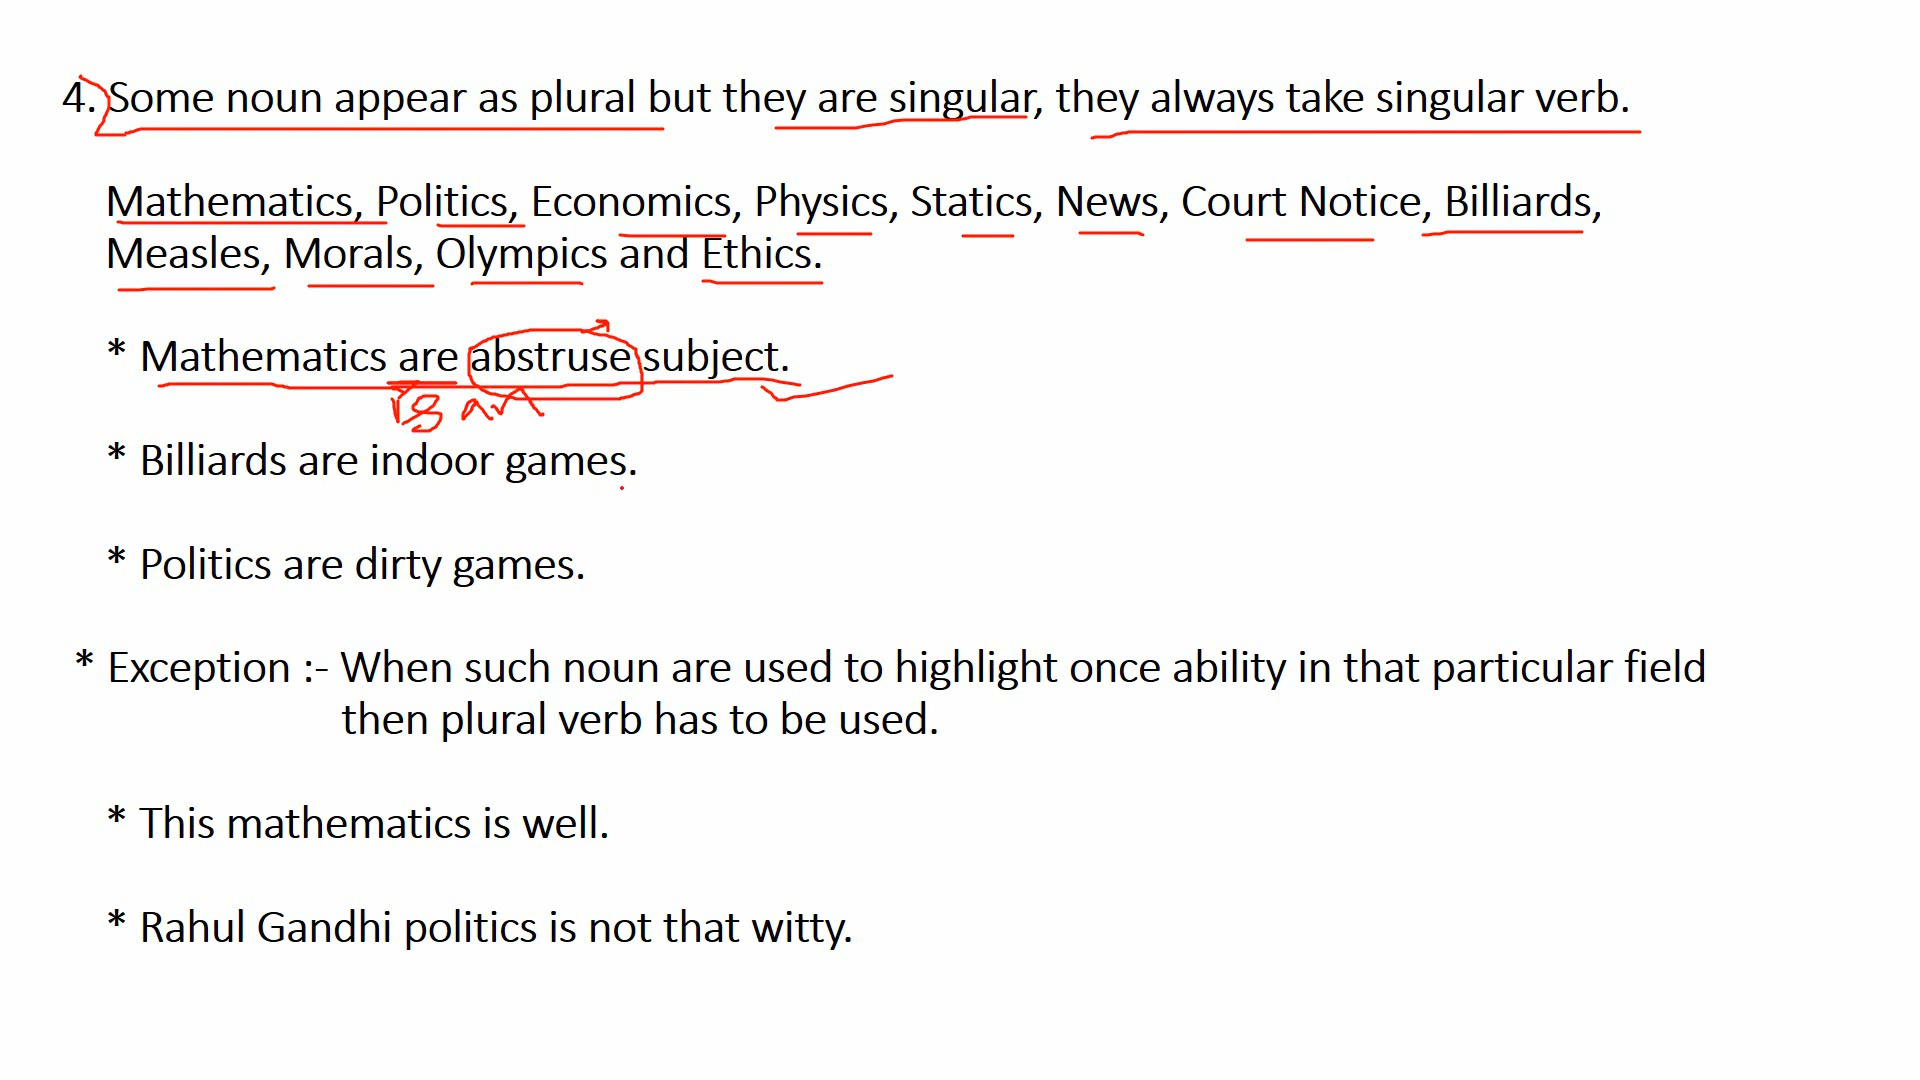 4. Some noun appear as plural but they are singular, they always take singular verb.
Mathematics, Politics, Economics, Physics, Statics, News, Court Notice, Billiards,
Measles, Morals, Olympics and Ethics.
* Mathematics are abstruse subject.
is an
* Billiards are indoor games.
* Politics are dirty games.
* Exception :- When such noun are used to highlight once ability in that particular field
then plural verb has to be used.
* This mathematics is well.
* Rahul Gandhi politics is not that witty.